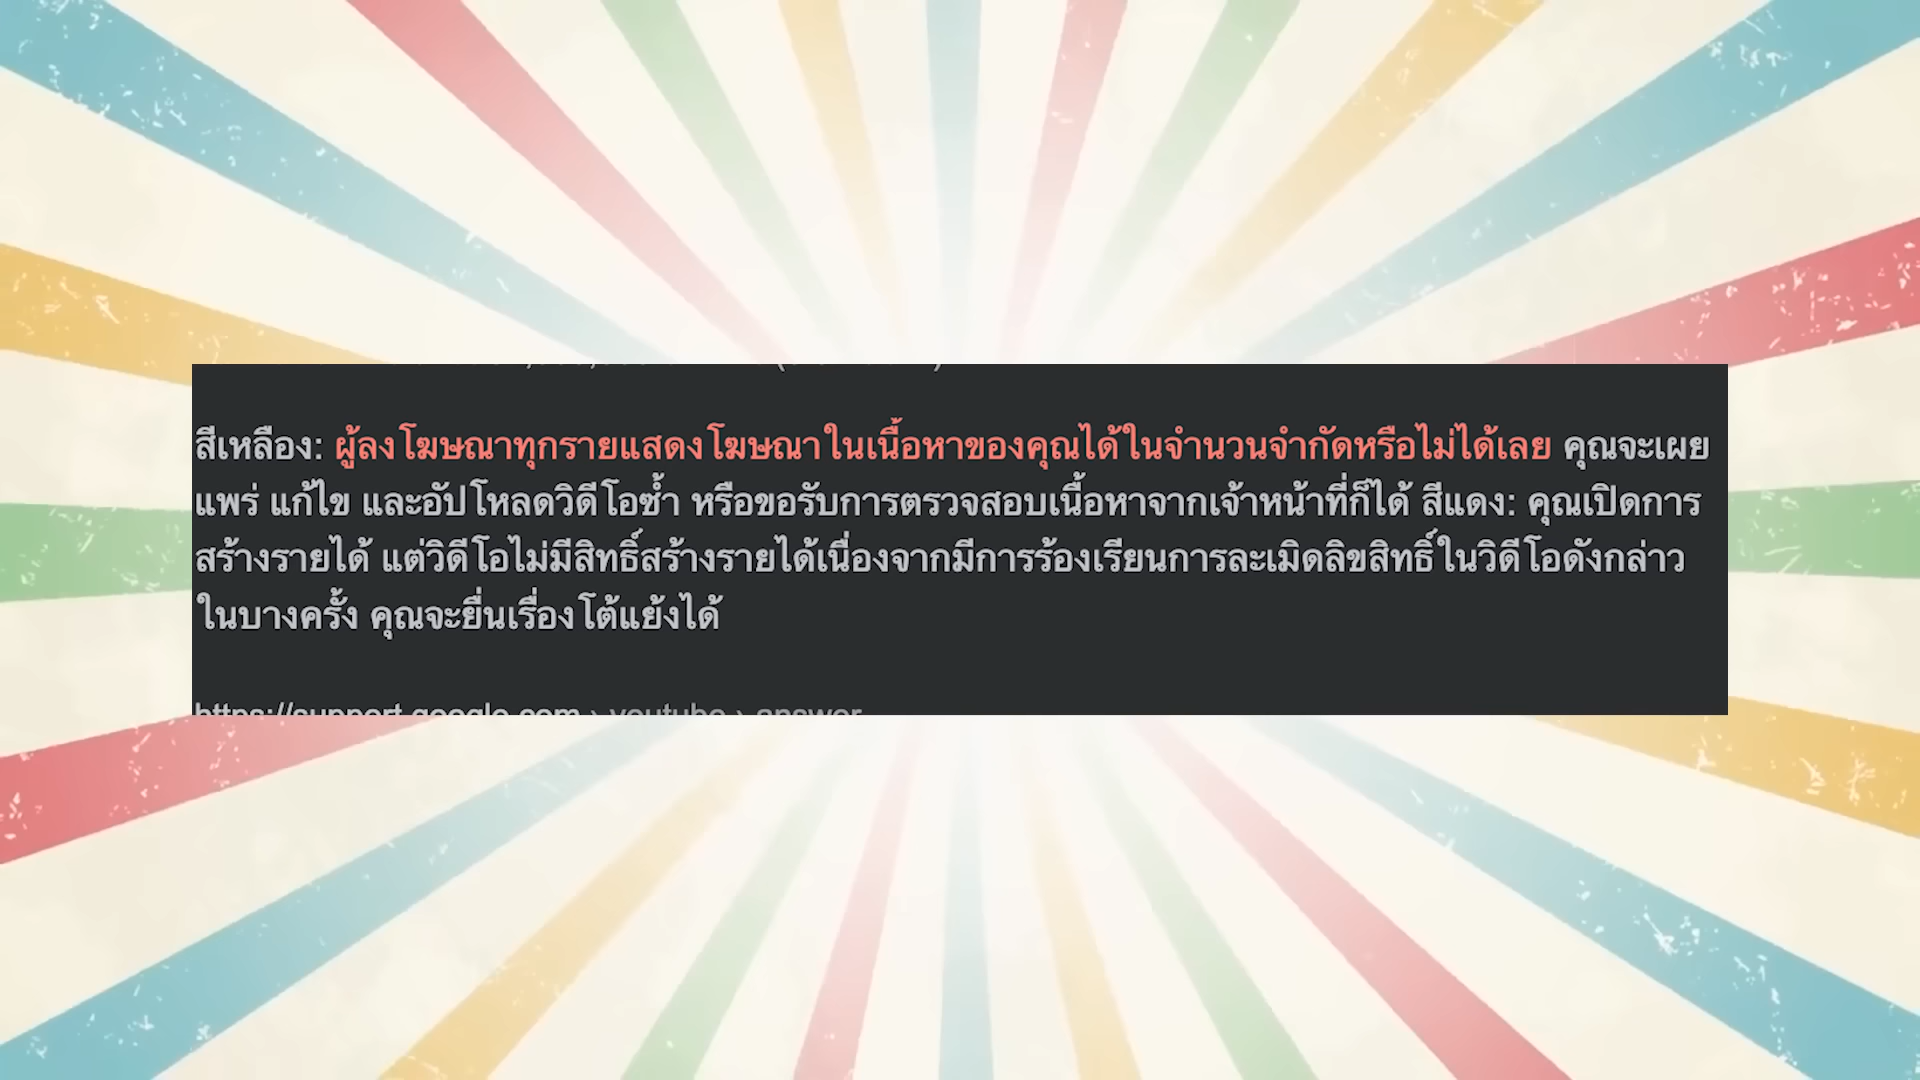 สีเหลือง: ผู้ลงโฆษณาทุกรายแสดงโฆษณาในเนื้อหาของคุณได้ในจำนวนจำกัดหรือไม่ได้เลย คุณจะเผย
แพร่ แก้ไข และอัปโหลดวิดีโอซ้ำ หรือขอรับการตรวจสอบเนื้อหาจากเจ้าหน้าที่ก็ได้ สีแดง: คุณเปิดการ
สร้างรายได้ แต่วิดีโอไม่มีสิทธิ์สร้างรายได้เนื่องจากมีการร้องเรียนการละเมิดลิขสิทธิ์ในวิดีโอดังกล่าว
ในบางครั้ง คุณจะยื่นเรื่องโต้แย้งได้
https://support.google.com › youtube › answer